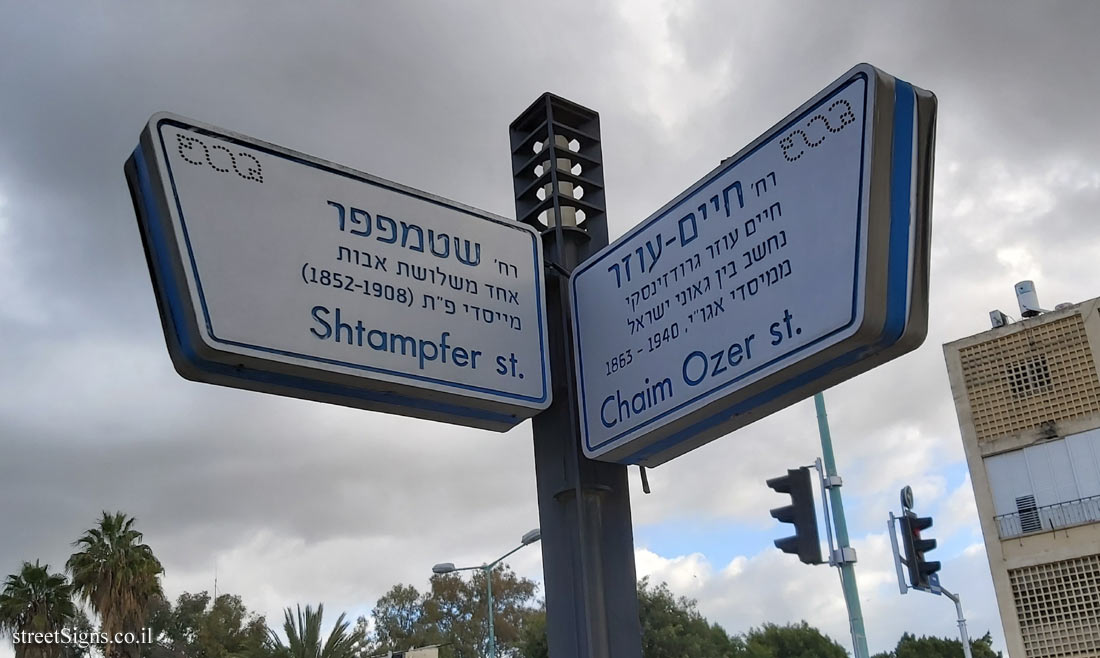 רח' שטמפפר
אחד משלושת אבות
מייסדי פ"ת (1852-1908)
Shtampfer st.
רח' חיים-עוזר
חיים עוזר גרודזינסקי
נחשב בין גאוני ישראל
ממיסדי אגו"י. 1940 - 1863
Chaim Ozer st.
streetSigns.co.il